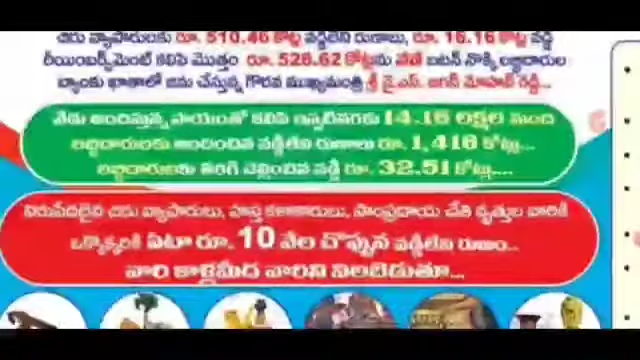 చిరు వ్యాపారులకు రూ. 510.46 కోట్ల వడ్డీలేని రుణాలు, రూ. 16.16 కోట్ల వడ్డీ
రీయింబర్స్‌మెంట్ కలిపి మొత్తం రూ. 526.62 కోట్లను నేడు బటన్ నొక్కి లబ్ధిదారుల
బ్యాంకు ఖాతాలో జమ చేస్తున్న గౌరవ ముఖ్యమంత్రి శ్రీ వై.ఎస్. జగన్ మోహన్ రెడ్డి...
నేడు అందిస్తున్న సాయంతో కలిపి ఇప్పటివరకు 14.16 లక్షల మంది
లబ్ధిదారులకు అందించిన వడ్డీలేని రుణాలు రూ. 1,416 కోట్లు...
లబ్ధిదారులకు తిరిగి చెల్లించిన వడ్డీ రూ. 32.51 కోట్లు....
నిరుపేదలైన చిరు వ్యాపారులు, హస్త కళాకారులు, సాంప్రదాయ చేతి వృత్తుల వారికి
ఒక్కొక్కరికి ఏటా రూ. 10 వేల చొప్పున వడ్డీలేని రుణం..
వారి కాళ్లమీద వారిని నిలబెడుతూ...